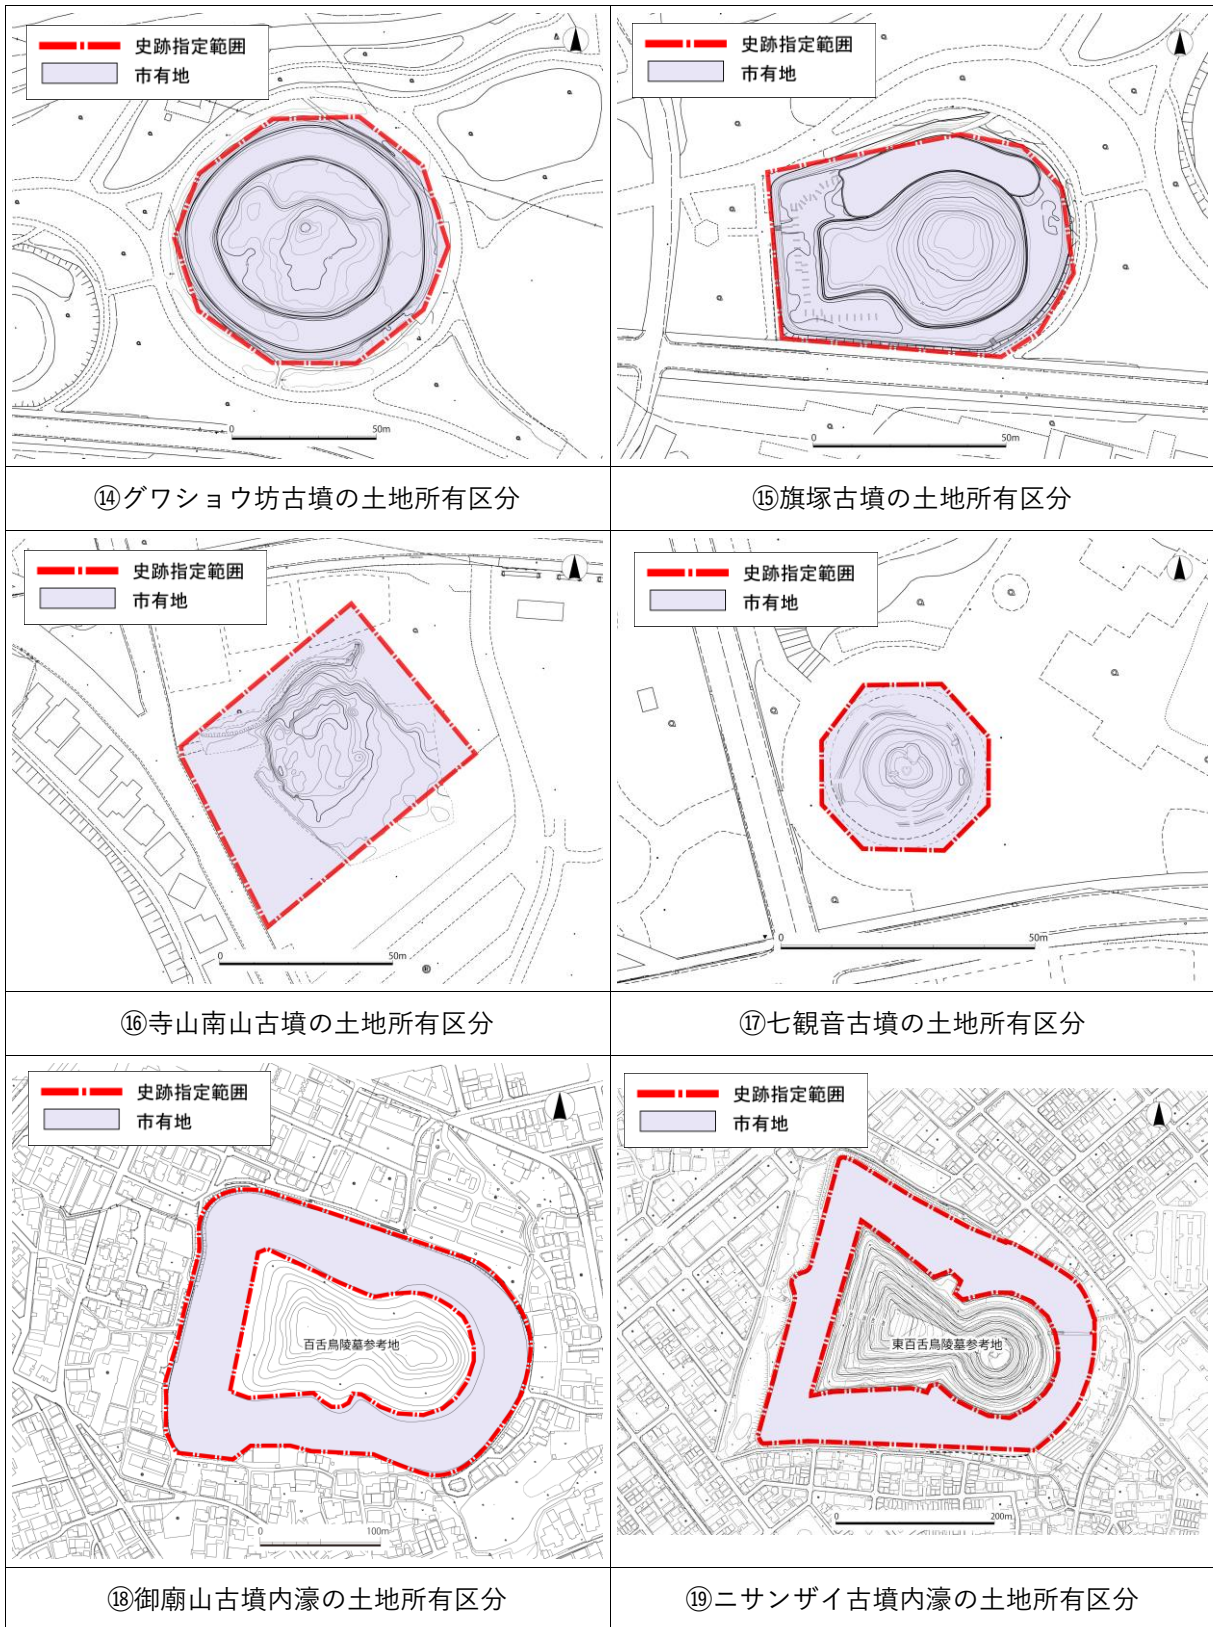 史跡指定範囲
市有地
0 50m
⑭グワショウ坊古墳の土地所有区分
史跡指定範囲
市有地
0 50m
⑮旗塚古墳の土地所有区分
史跡指定範囲
市有地
0 50m
⑯寺山南山古墳の土地所有区分
史跡指定範囲
市有地
0 50m
⑰七観音古墳の土地所有区分
史跡指定範囲
市有地
百舌鳥陵墓参考地
0 100m
⑱御廟山古墳内濠の土地所有区分
史跡指定範囲
市有地
東百舌鳥陵墓参考地
0 200m
⑲ニサンザイ古墳内濠の土地所有区分